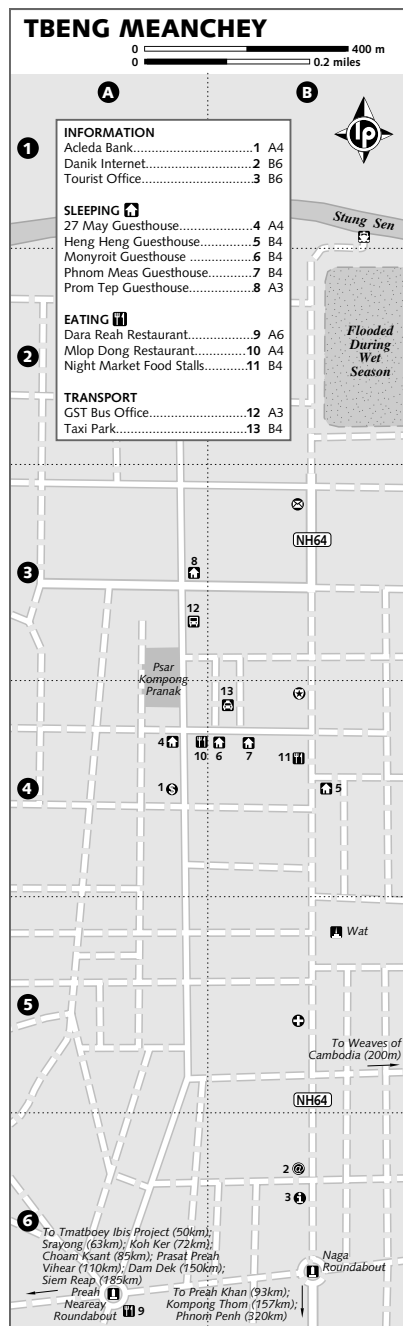 TBENG MEANCHEY
0 400 m
0 0.2 miles
A B
1
INFORMATION
Acleda Bank..................................1 A4
Danik Internet..............................2 B6
Tourist Office...............................3 B6
SLEEPING
27 May Guesthouse....................4 A4
Heng Heng Guesthouse.............5 B4
Monyroit Guesthouse ................6 B4
Phnom Meas Guesthouse..........7 B4
Prom Tep Guesthouse................8 A3
EATING
Dara Reah Restaurant.................9 A6
Mlop Dong Restaurant.............10 A4
Night Market Food Stalls..........11 B4
TRANSPORT
GST Bus Office...........................12 A3
Taxi Park....................................13 B4
lp
Stung Sen
2
Flooded
During
Wet
Season
NH64
3
8
12
Psar
Kompong
Pranak
13
4
10 6 7
11
1
5
4
Wat
5
To Weaves of
Cambodia (200m)
NH64
2 @
3 i
6
To Tmatboey Ibis Project (50km);
Srayong (63km); Koh Ker (72km);
Choam Ksant (85km); Prasat Preah
Vihear (110km); Dam Dek (150km);
Siem Reap (185km)
Preah
Neareay
Roundabout
9
Naga
Roundabout
To Preah Khan (93km);
Kompong Thom (157km);
Phnom Penh (320km)